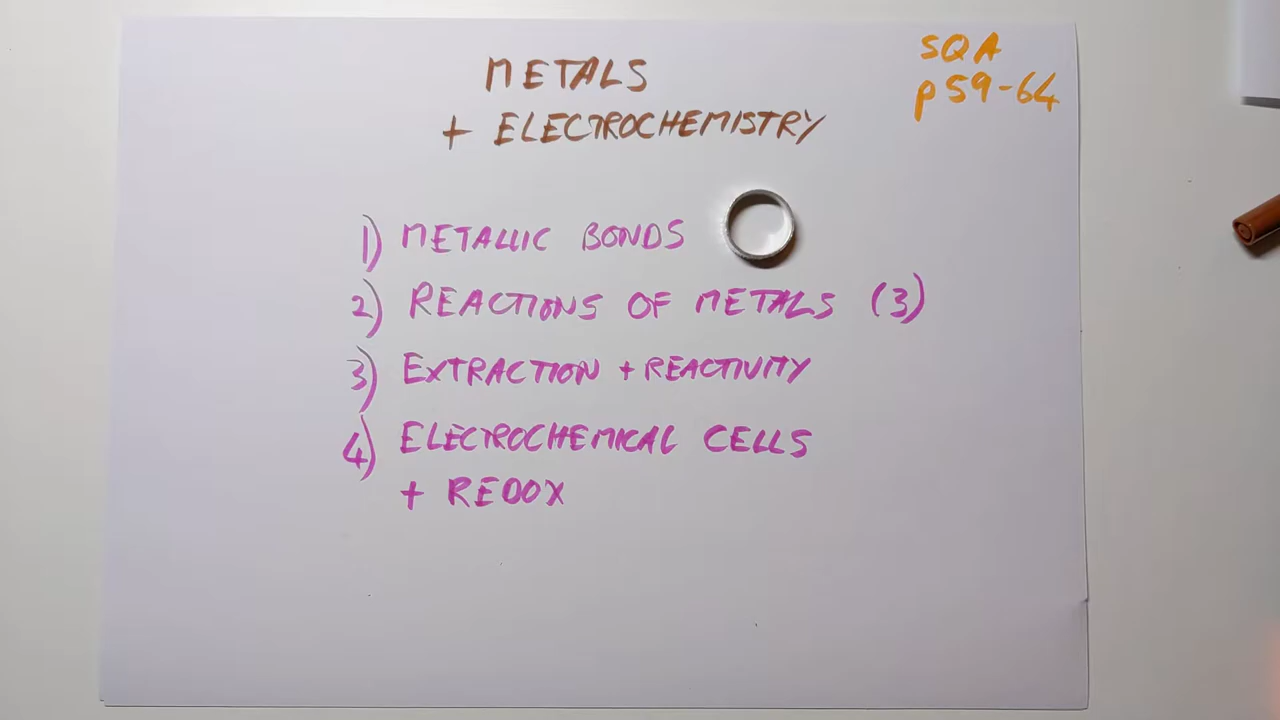 METALS
+ ELECTROCHEMISTRY
SQA
p59-64
1) METALLIC BONDS
2) REACTIONS OF METALS (3)
3) EXTRACTION + REACTIVITY
4) ELECTROCHEMICAL CELLS
+ REDOX